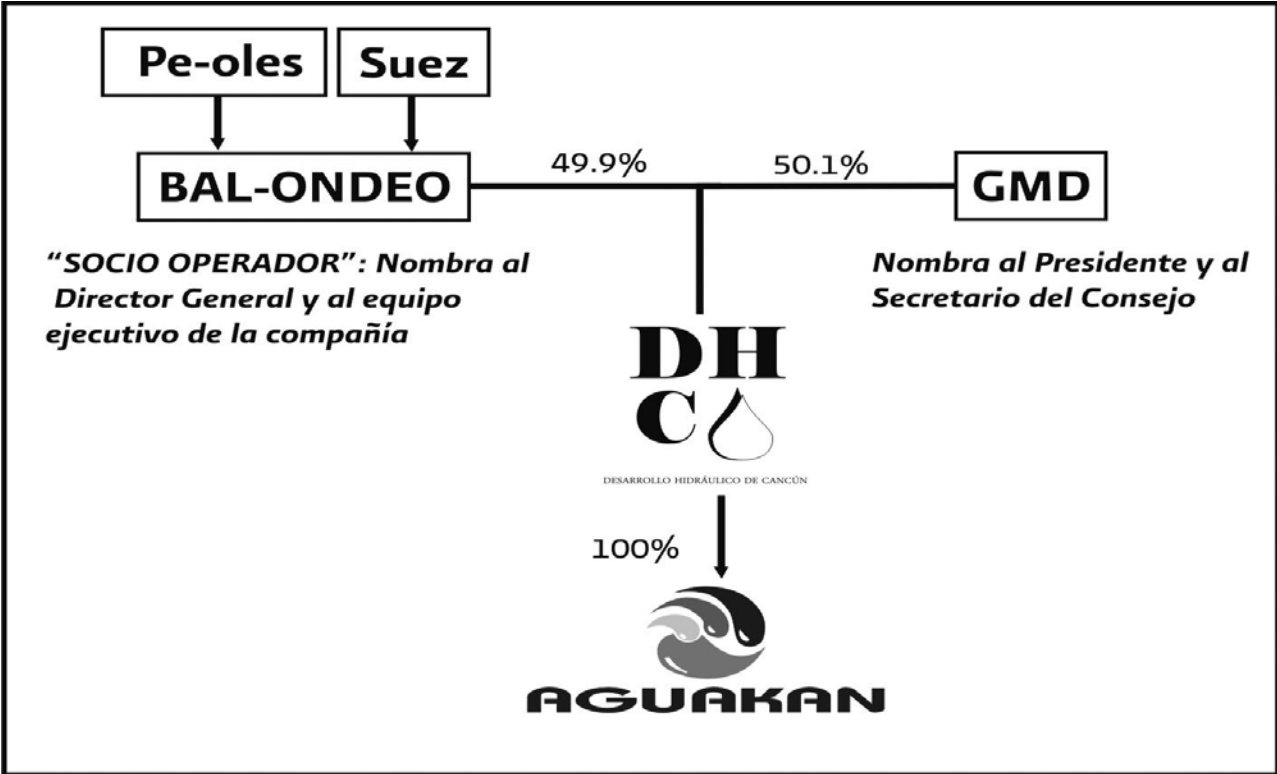 Pe-oles
Suez
BAL-ONDEO
49.9%
50.1%
GMD
“SOCIO OPERADOR”: Nombra al
Director General y al equipo
ejecutivo de la compañía
Nombra al Presidente y al
Secretario del Consejo
DH
C
DESARROLLO HIDRÁULICO DE CANCÚN
100%
AGUAKAN